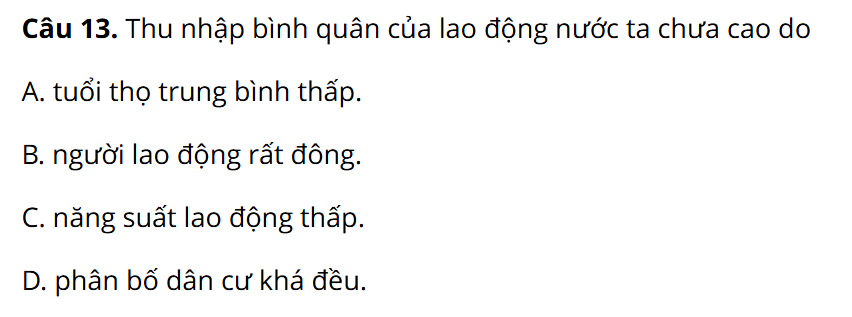 Câu 13. Thu nhập bình quân của lao động nước ta chưa cao do
A. tuổi thọ trung bình thấp.
B. người lao động rất đông.
C. năng suất lao động thấp.
D. phân bố dân cư khá đều.